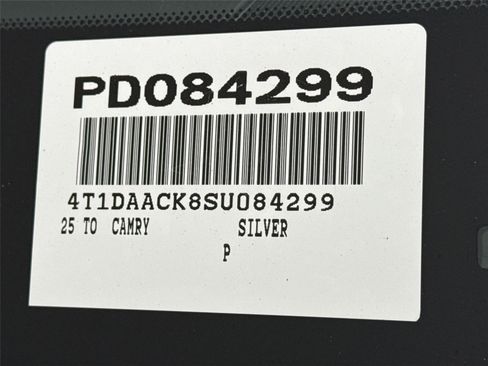 PD084299
4T1DAACK8SU084299
25 TO CAMRY SILVER
P